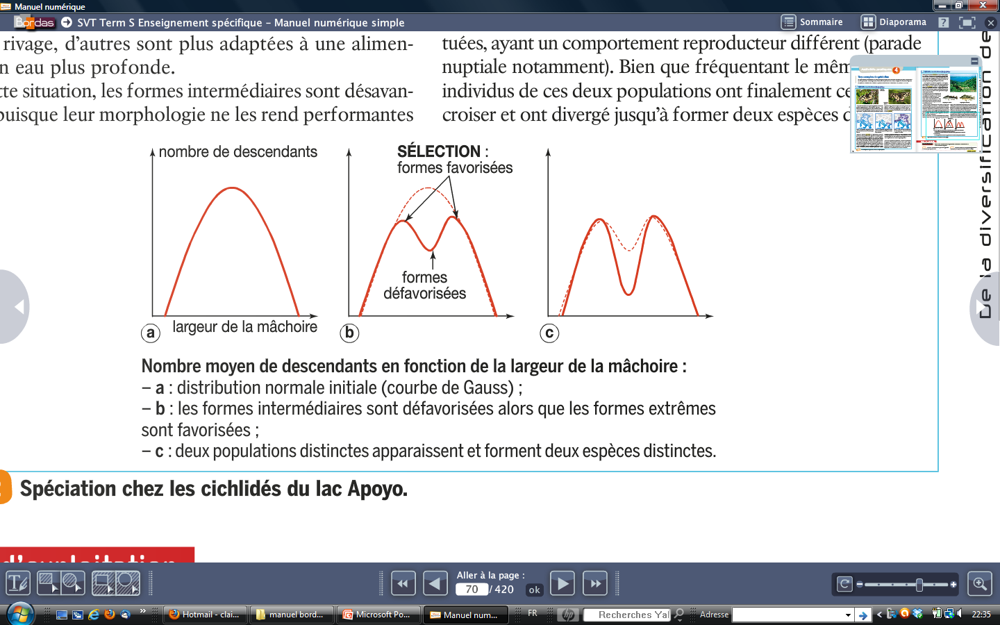 Manuel numérique
Bordas
SVT Term S Enseignement spécifique – Manuel numérique simple
Sommaire
Diaporama
?
rivage, d'autres sont plus adaptées à une alimen-
n eau plus profonde.
tte situation, les formes intermédiaires sont désavan-
puisque leur morphologie ne les rend performantes
tuées, ayant un comportement reproducteur différent (parade
nuptiale notamment). Bien que fréquentant le mêm
individus de ces deux populations ont finalement ce
croiser et ont divergé jusqu'à former deux espèces d
De la diversification de
nombre de descendants
largeur de la mâchoire
a
SÉLECTION :
formes favorisées
formes
défavorisées
b
c
Nombre moyen de descendants en fonction de la largeur de la mâchoire :
– a : distribution normale initiale (courbe de Gauss) ;
– b : les formes intermédiaires sont défavorisées alors que les formes extrêmes
sont favorisées ;
– c : deux populations distinctes apparaissent et forment deux espèces distinctes.
Spéciation chez les cichlidés du lac Apoyo.
d'exploitation
Aller à la page :
70 / 420 ok
Hotmail - clai...
manuel bord...
Microsoft Po...
Manuel num...
FR
hp
Recherches Ya
Adresse
22:35